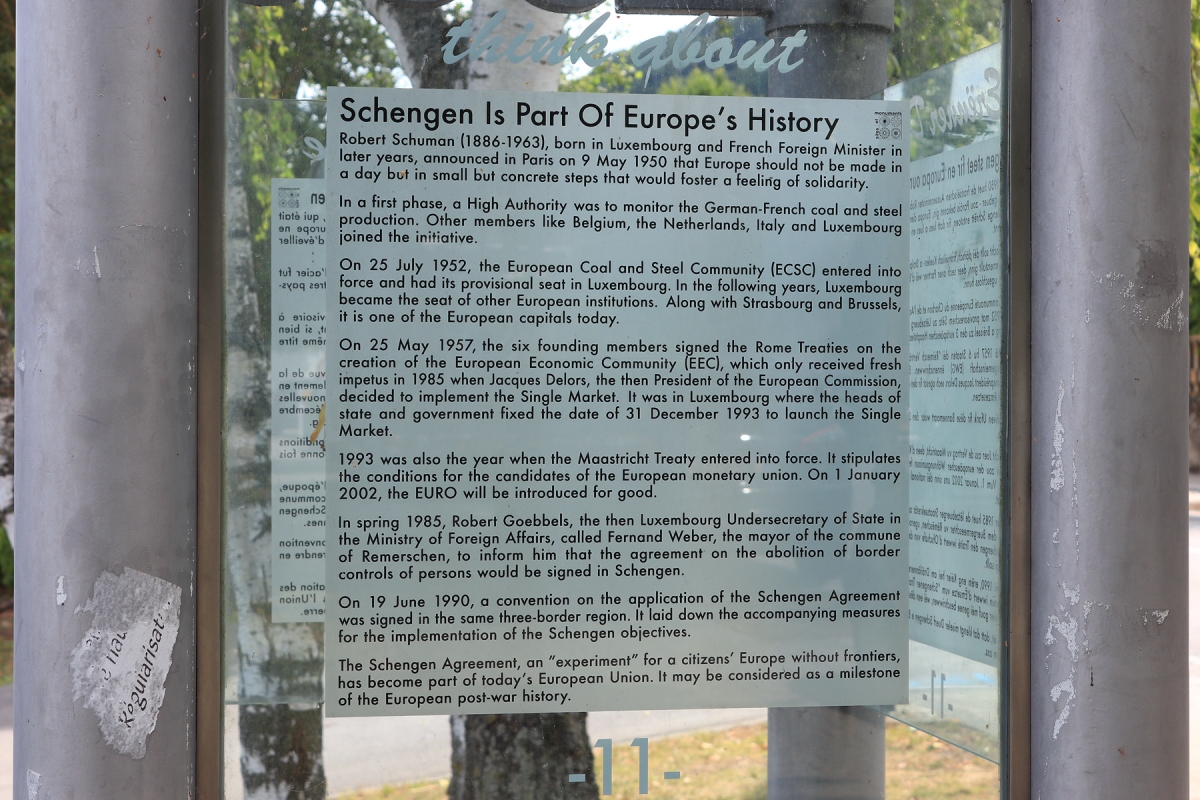 think about
Schengen Is Part Of Europe's History
Robert Schuman (1886-1963), born in Luxembourg and French Foreign Minister in
later years, announced in Paris on 9 May 1950 that Europe should not be made in
a day but in small but concrete steps that would foster a feeling of solidarity.
In a first phase, a High Authority was to monitor the German-French coal and steel
production. Other members like Belgium, the Netherlands, Italy and Luxembourg
joined the initiative.
On 25 July 1952, the European Coal and Steel Community (ECSC) entered into
force and had its provisional seat in Luxembourg. In the following years, Luxembourg
became the seat of other European institutions. Along with Strasbourg and Brussels,
it is one of the European capitals today.
On 25 May 1957, the six founding members signed the Rome Treaties on the
creation of the European Economic Community (EEC), which only received fresh
impetus in 1985 when Jacques Delors, the then President of the European Commission,
decided to implement the Single Market. It was in Luxembourg where the heads of
state and government fixed the date of 31 December 1993 to launch the Single
Market.
1993 was also the year when the Maastricht Treaty entered into force. It stipulates
the conditions for the candidates of the European monetary union. On 1 January
2002, the EURO will be introduced for good.
In spring 1985, Robert Goebbels, the then Luxembourg Undersecretary of State in
the Ministry of Foreign Affairs, called Fernand Weber, the mayor of the commune
of Remerschen, to inform him that the agreement on the abolition of border
controls of persons would be signed in Schengen.
On 19 June 1990, a convention on the application of the Schengen Agreement
was signed in the same three-border region. It laid down the accompanying measures
for the implementation of the Schengen objectives.
The Schengen Agreement, an "experiment" for a citizens' Europe without frontiers,
has become part of today's European Union. It may be considered as a milestone
of the European post-war history.
-11-